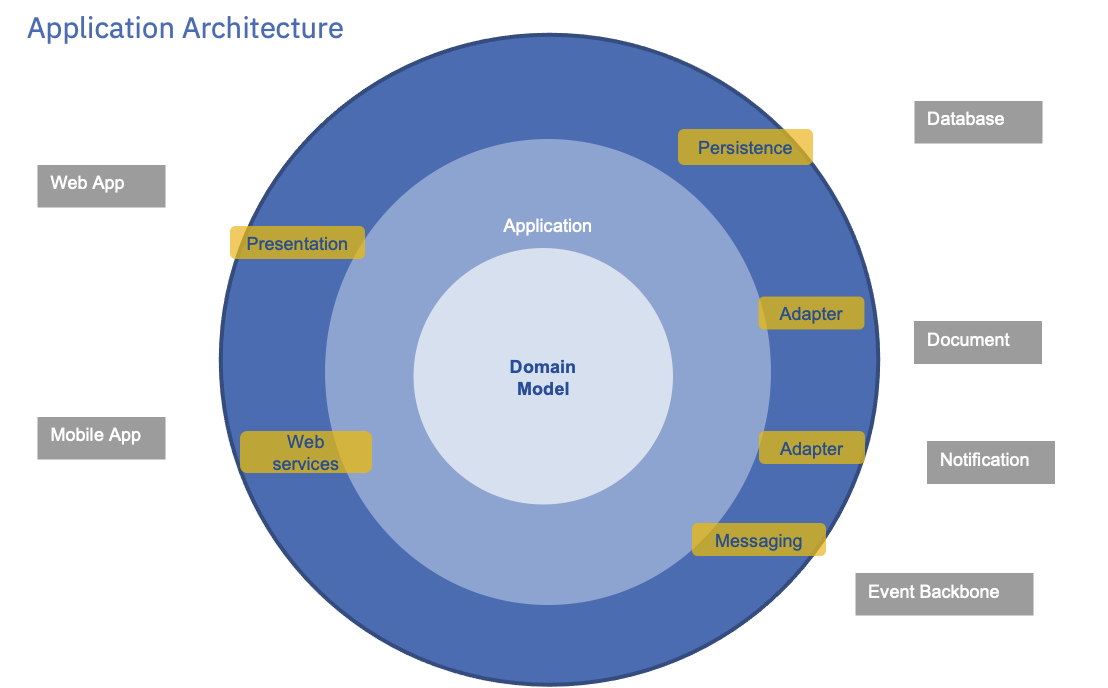 Application Architecture
Database
Persistence
Web App
Application
Presentation
Adapter
Document
Domain
Model
Mobile App
Web
services
Adapter
Notification
Messaging
Event Backbone